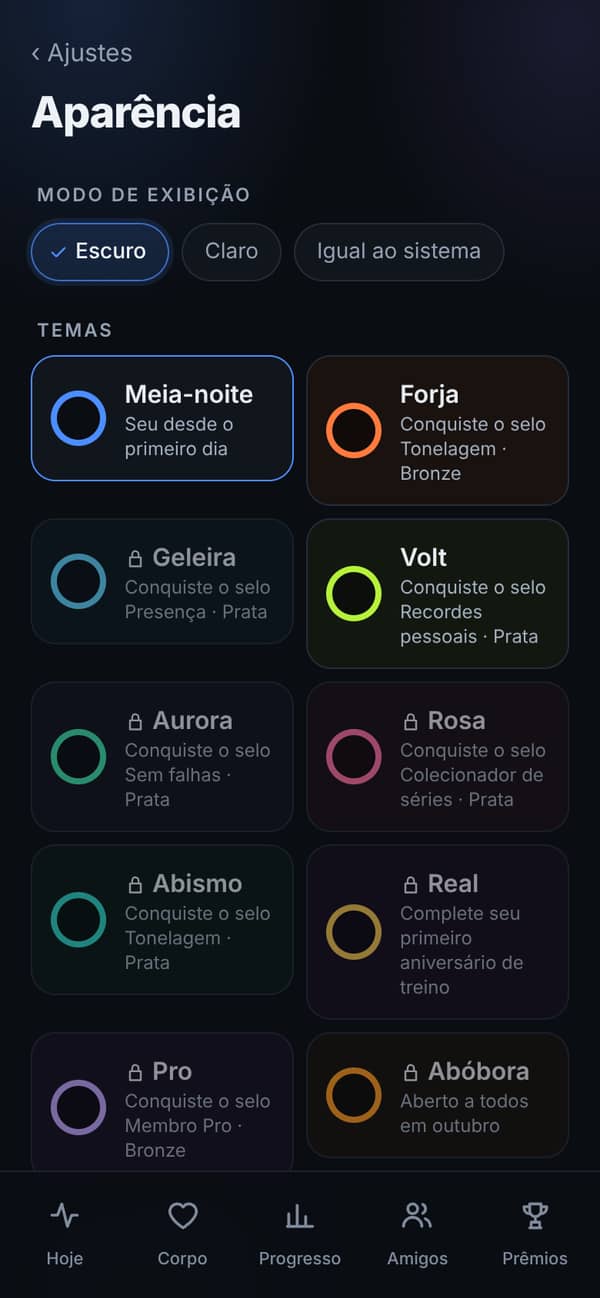 ‹ Ajustes
Aparência
MODO DE EXIBIÇÃO
Escuro
Claro
Igual ao sistema
TEMAS
Meia-noite
Seu desde o
primeiro dia
Forja
Conquiste o selo
Tonelagem ·
Bronze
Geleira
Conquiste o selo
Presença · Prata
Volt
Conquiste o selo
Recordes
pessoais · Prata
Aurora
Conquiste o selo
Sem falhas ·
Prata
Rosa
Conquiste o selo
Colecionador de
séries · Prata
Abismo
Conquiste o selo
Tonelagem ·
Prata
Real
Complete seu
primeiro
aniversário de
treino
Pro
Conquiste o selo
Membro Pro ·
Bronze
Abóbora
Aberto a todos
em outubro
Hoje
Corpo
Progresso
Amigos
Prêmios